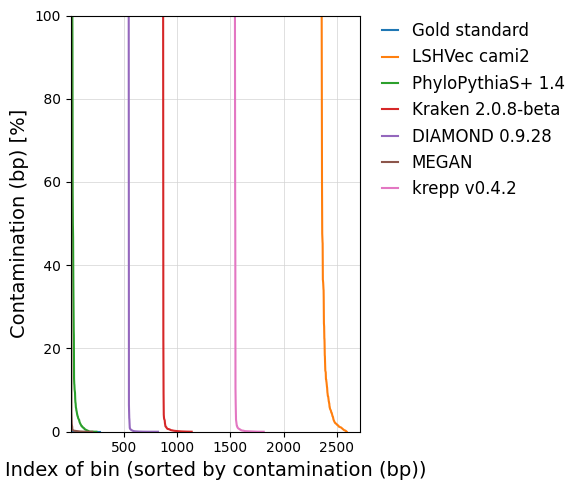 100
80
60
40
20
0
Contamination (bp) [%]
500 1000 1500 2000 2500
Index of bin (sorted by contamination (bp))
Gold standard
LSHVec cami2
PhyloPythiaS+ 1.4
Kraken 2.0.8-beta
DIAMOND 0.9.28
MEGAN
krepp v0.4.2